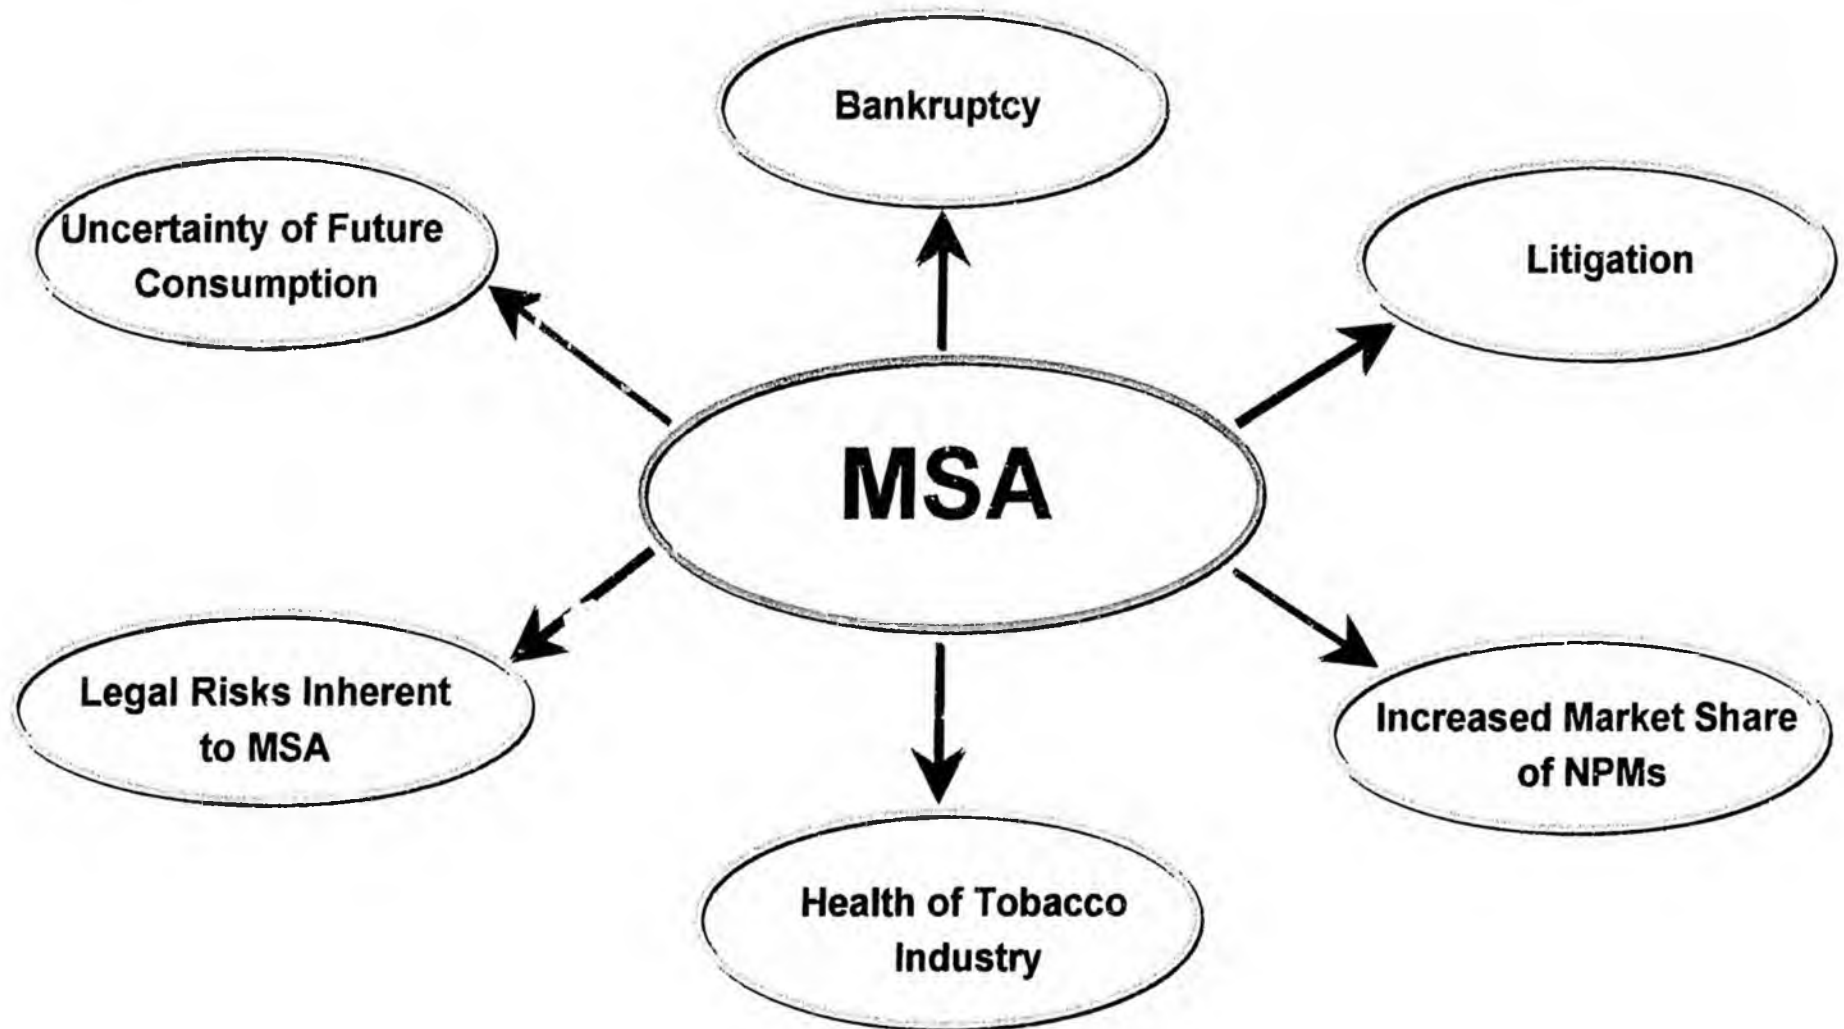 Bankruptcy
Uncertainty of Future
Consumption
Litigation
MSA
Legal Risks Inherent
to MSA
Increased Market Share
of NPMs
Health of Tobacco
Industry